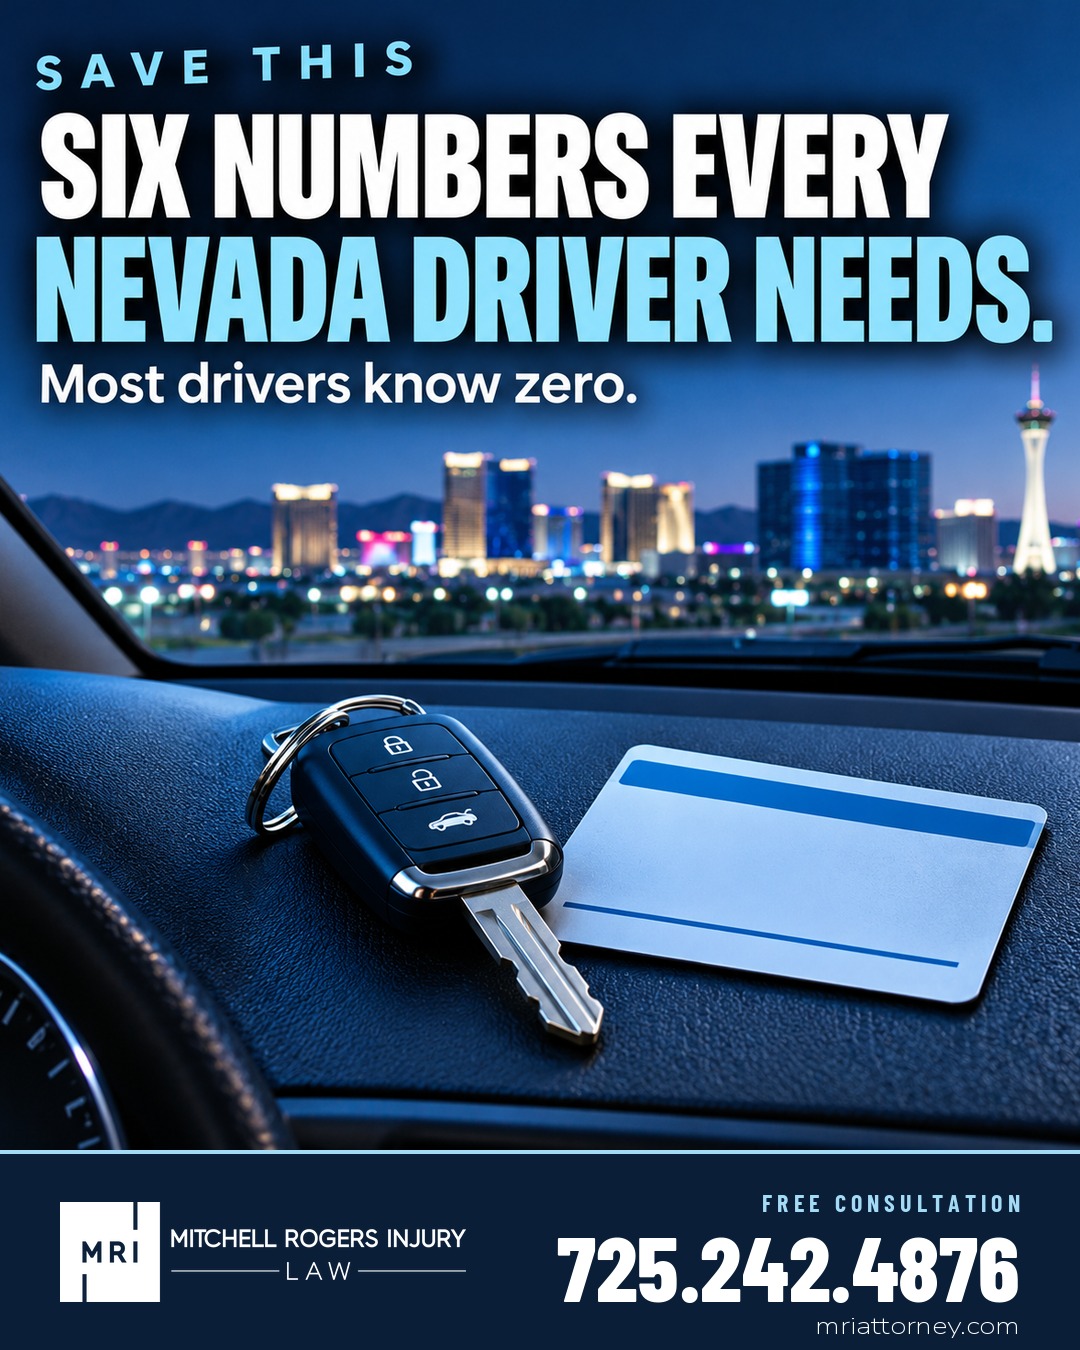 SAVE THIS
SIX NUMBERS EVERY
NEVADA DRIVER NEEDS.
Most drivers know zero.
MRI
MITCHELL ROGERS INJURY
LAW
FREE CONSULTATION
725.242.4876
mriattorney.com